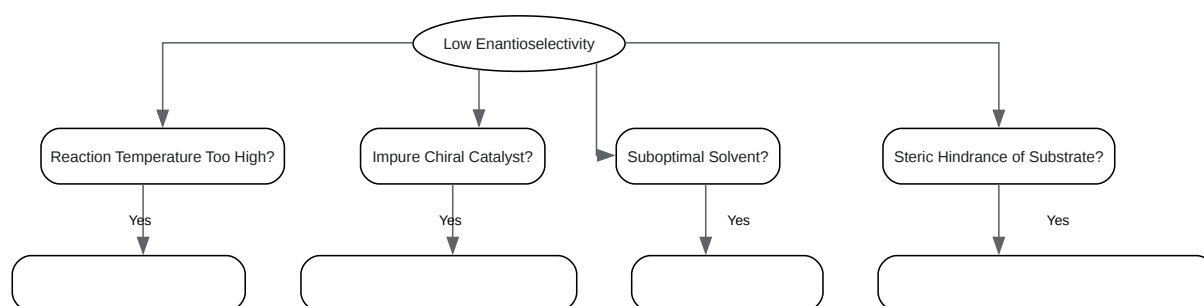 Low Enantioselectivity
Reaction Temperature Too High?
Impure Chiral Catalyst?
Suboptimal Solvent?
Steric Hindrance of Substrate?
Yes
Yes
Yes
Yes